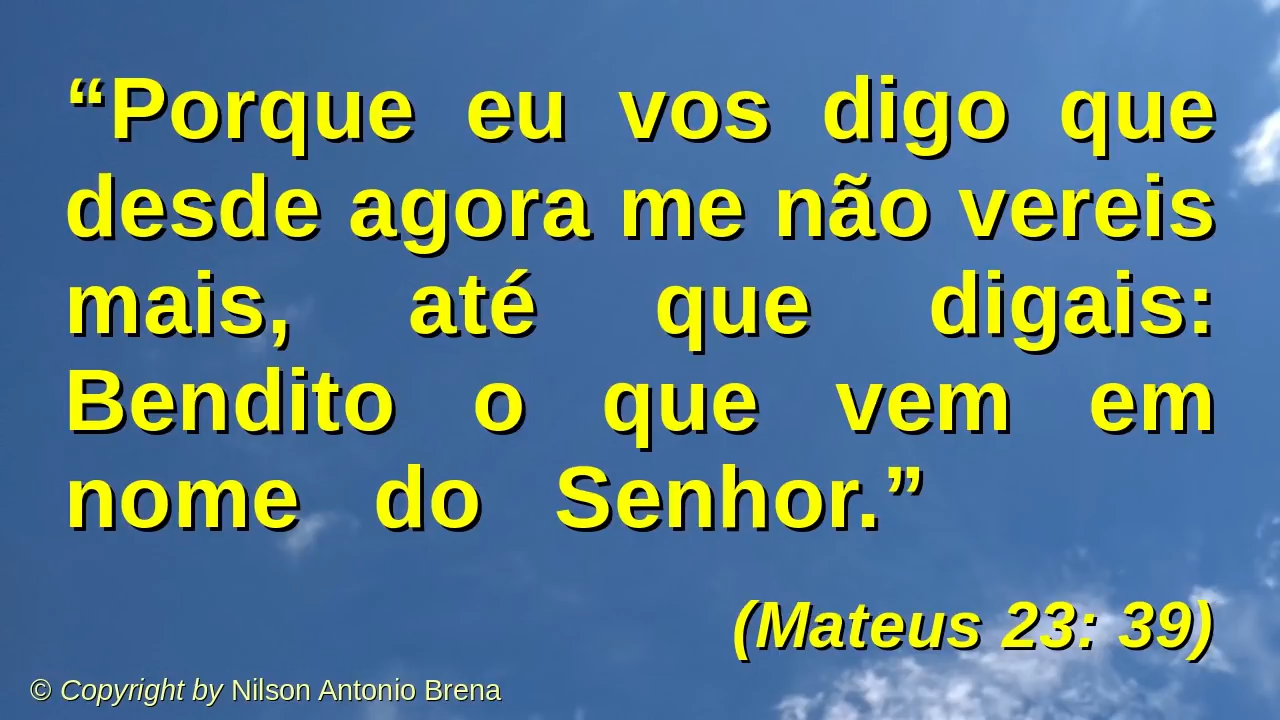 “Porque eu vos digo que
desde agora me não vereis
mais, até que digais:
Bendito o que vem em
nome do Senhor.”
(Mateus 23: 39)
© Copyright by Nilson Antonio Brena